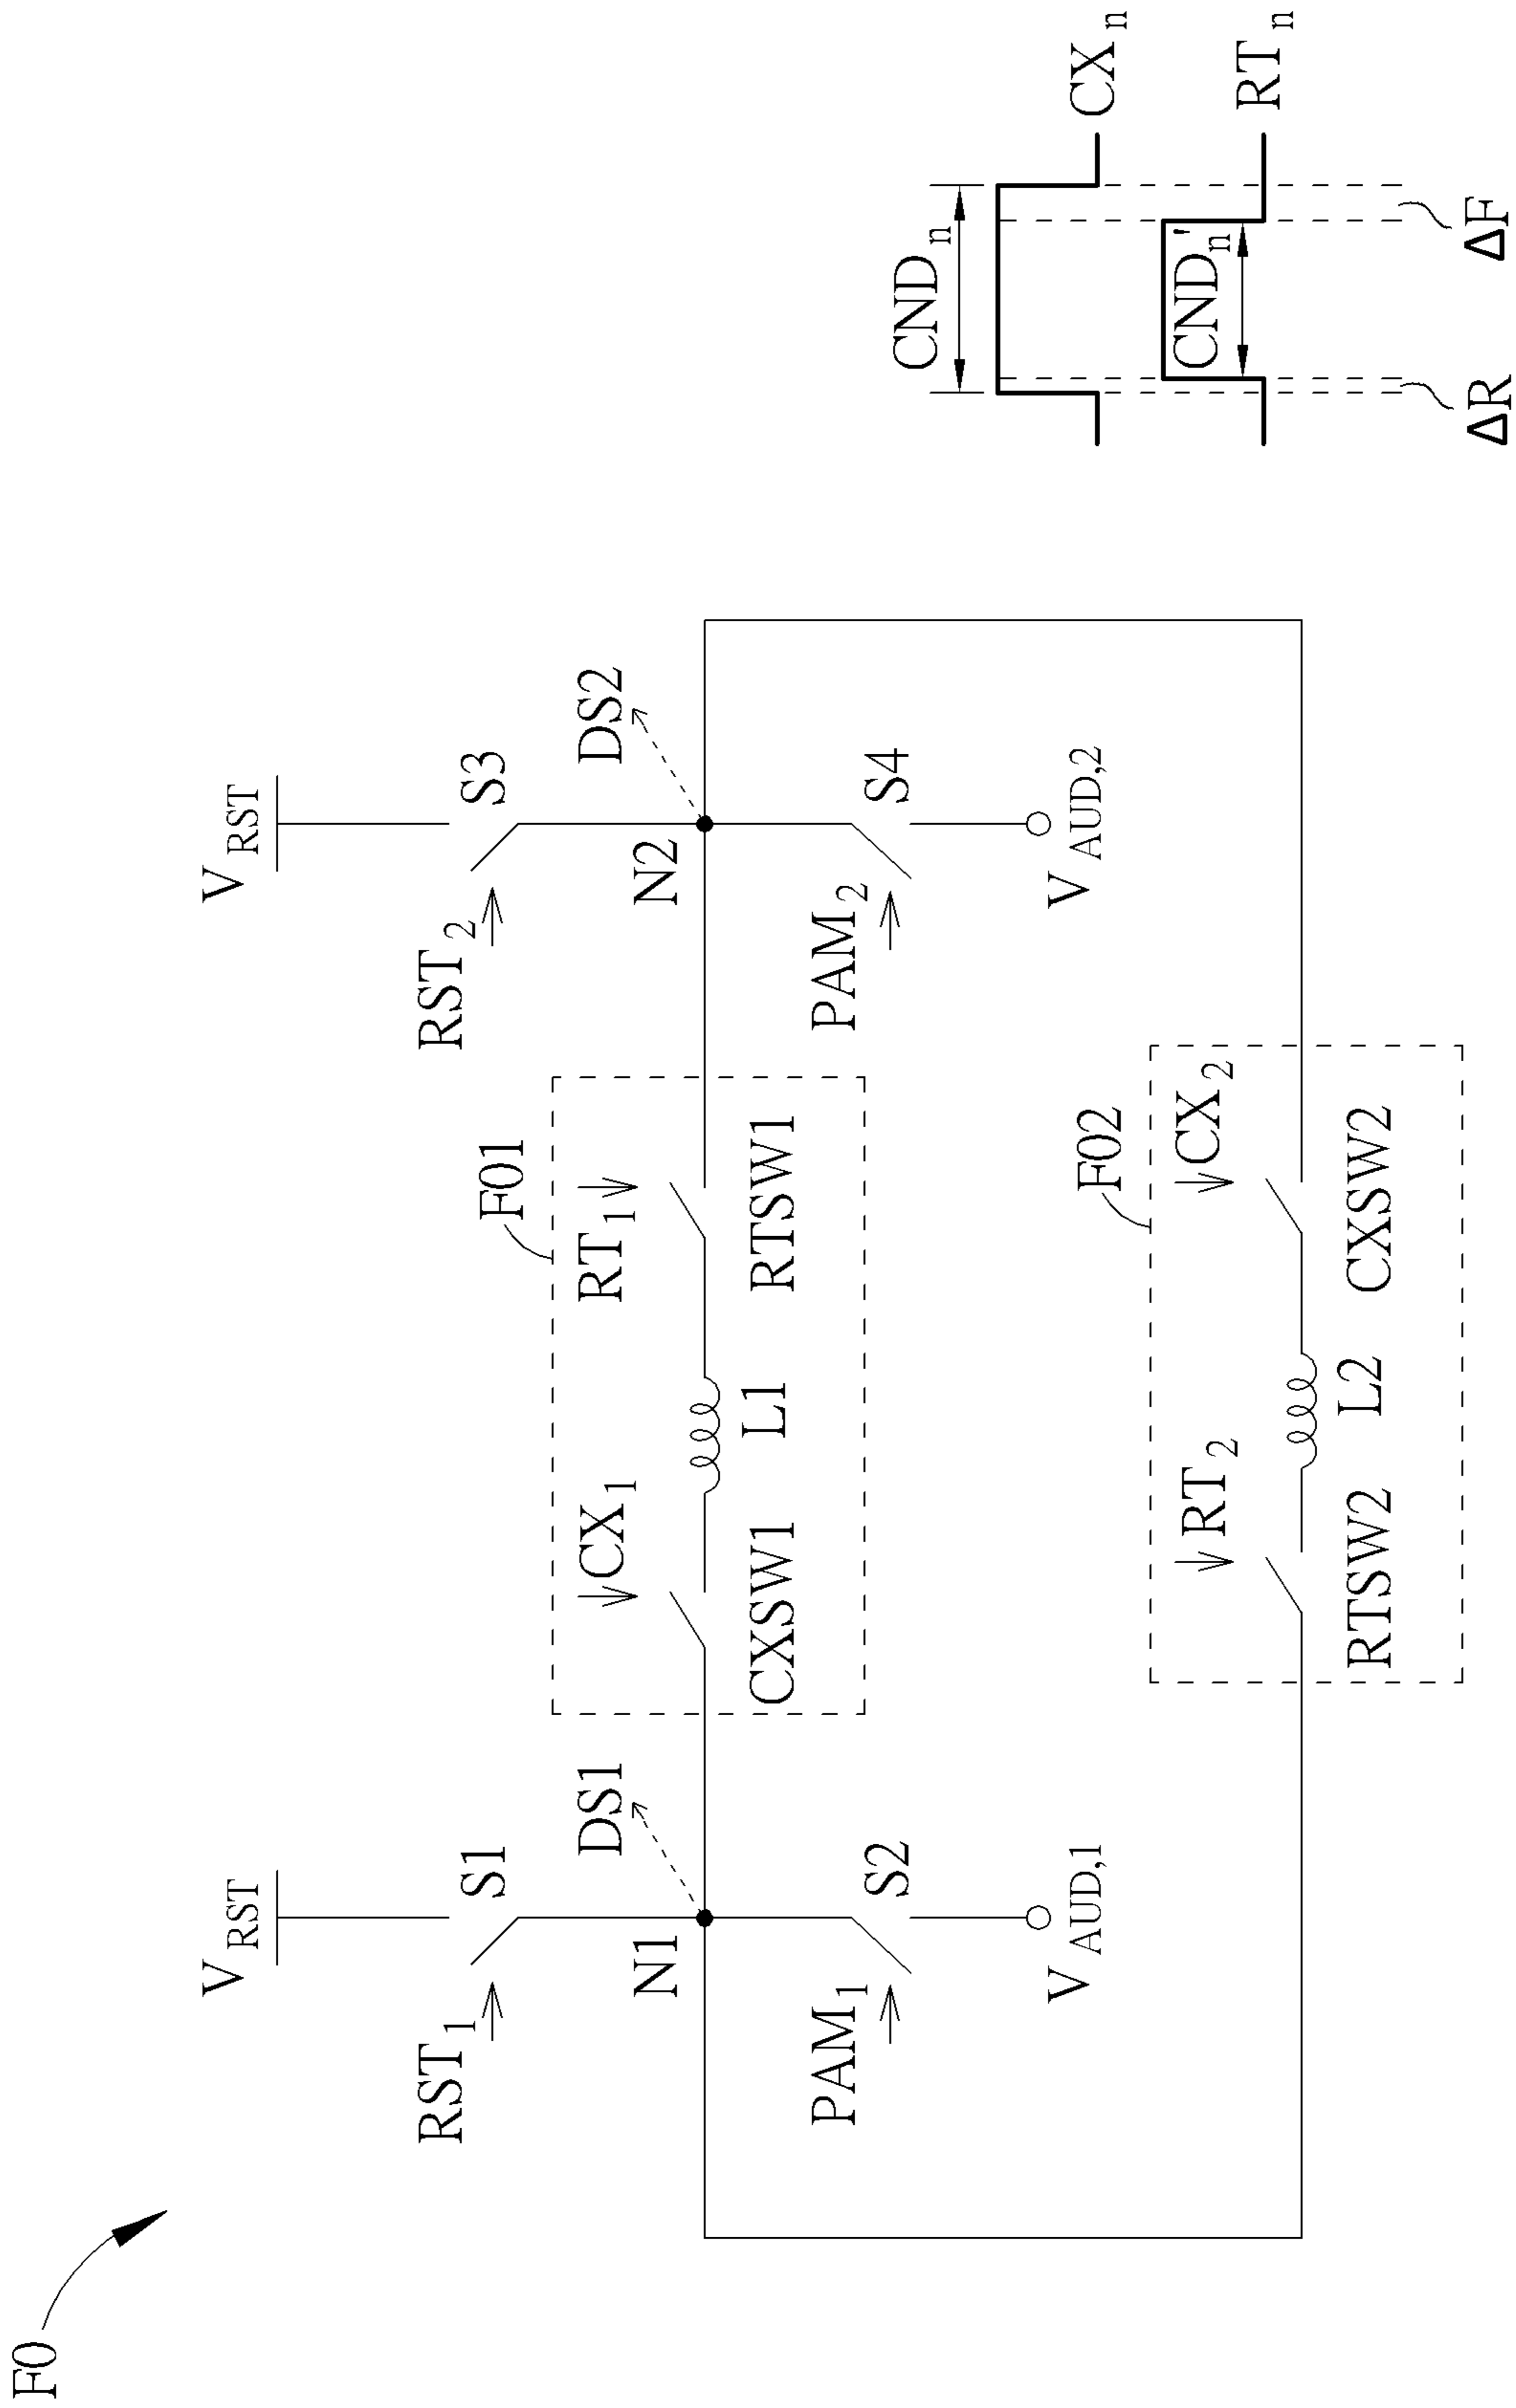 F0
V_RST
V_RST
RST_1
S1
RST_2
S3
DS1
DS2
N1
N2
F01
CX_1
RT_1
CXSW1
L1
RTSW1
PAM_1
S2
PAM_2
S4
V_AUD,1
V_AUD,2
F02
RT_2
CX_2
RTSW2
L2
CXSW2
CND_n
CX_n
CND_n'
RT_n
ΔR
ΔF